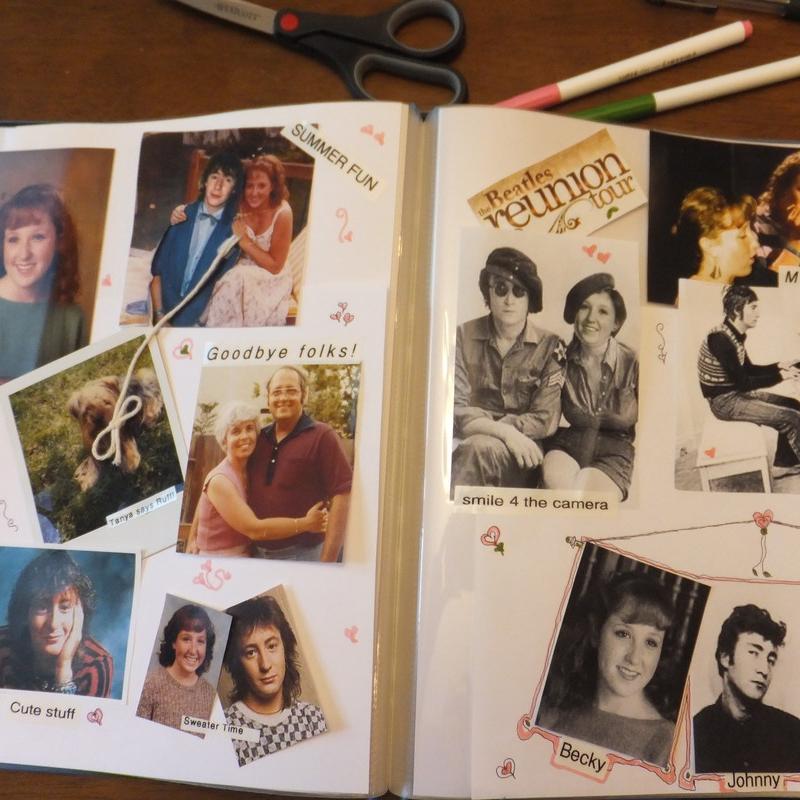 WESTCOTT
SUMMER FUN
Goodbye folks!
Tanya says Ruff!
Cute stuff
Sweater Time
the Beatles
reunion
tour
M
smile 4 the camera
Becky
Johnny